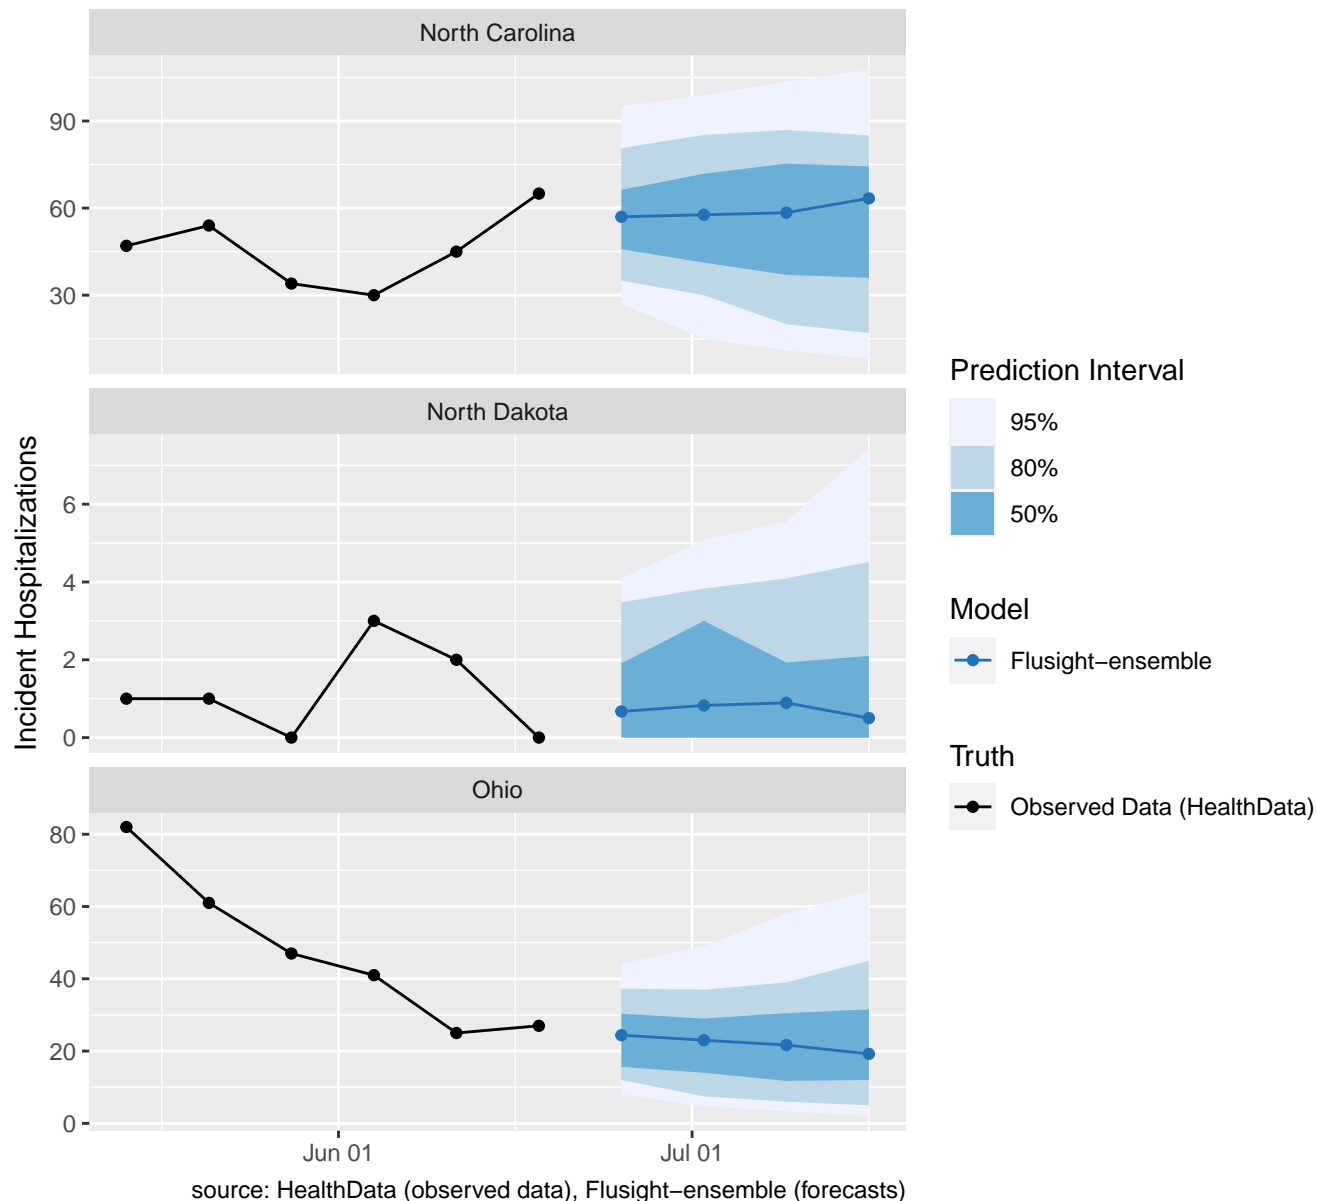 North Carolina
90
60
30
North Dakota
6
4
2
0
Ohio
80
60
40
20
0
Jun 01
Jul 01
Incident Hospitalizations
source: HealthData (observed data), Flusight−ensemble (forecasts)
Prediction Interval
95%
80%
50%
Model
Flusight−ensemble
Truth
Observed Data (HealthData)